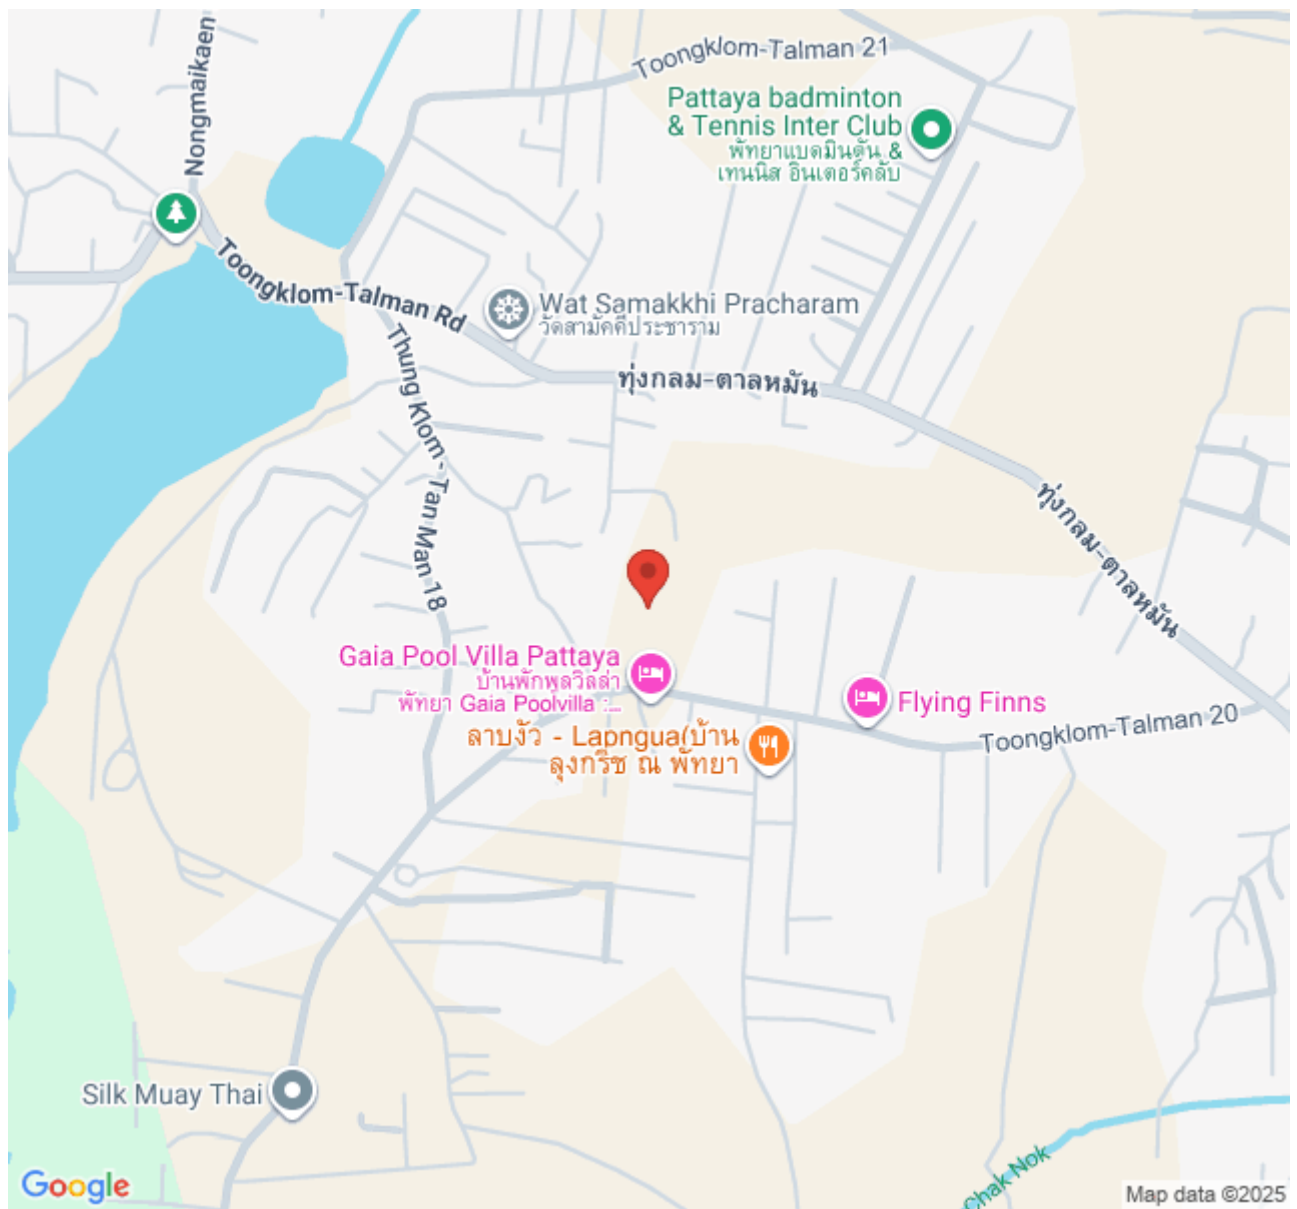 Nongmaikaen
Toongklom-Talman 21
Pattaya badminton
& Tennis Inter Club
พัทยาแบดมินตัน &
เทนนิส อินเตอร์คลับ
Toongklom-Talman Rd
Wat Samakkhi Pracharam
วัดสามัคคีประชาราม
ทุ่งกลม-ตาลหมัน
Thung Klom - Tan Man 18
ทุ่งกลม-ตาลหมัน
Gaia Pool Villa Pattaya
บ้านพักพูลวิลล่า
พัทยา Gaia Poolvilla :...
Flying Finns
ลาบงัว - Lapngua(บ้าน
ลุงกริช ณ พัทยา
Toongklom-Talman 20
Silk Muay Thai
Chak Nok
Google
Map data ©2025